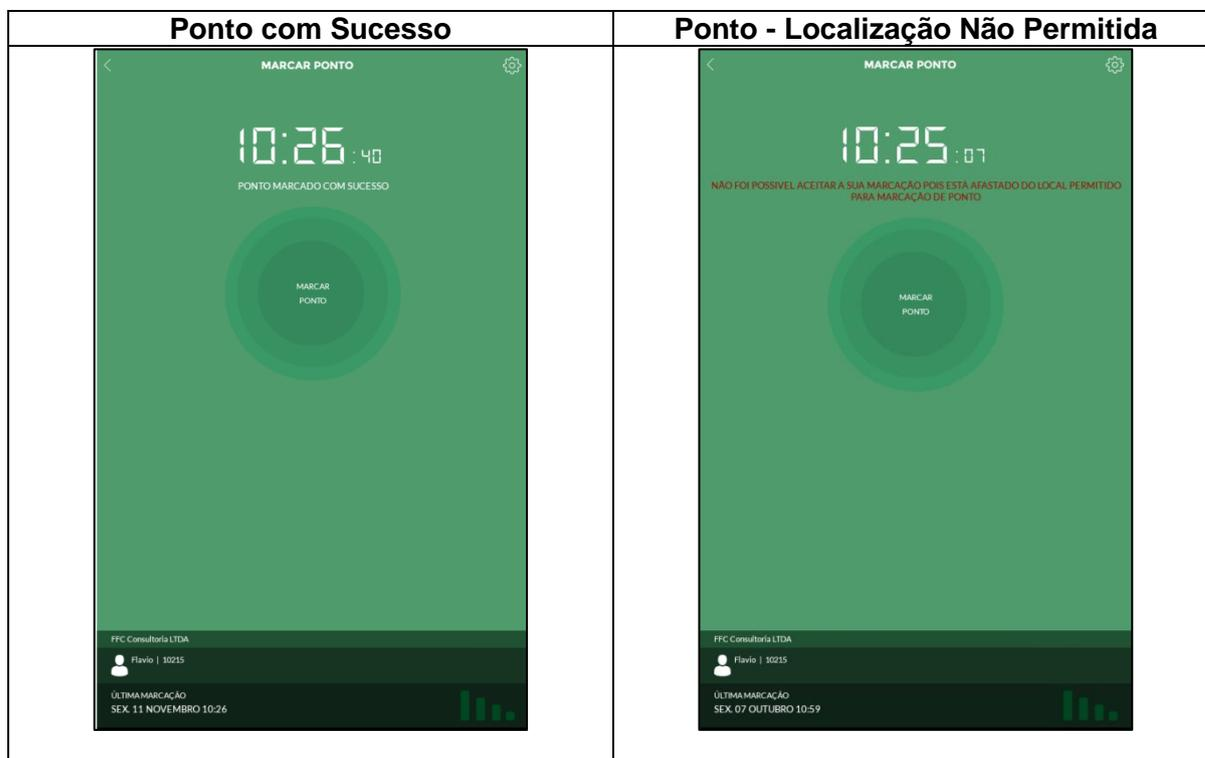 Ponto com Sucesso
MARCAR PONTO
10:26:40
PONTO MARCADO COM SUCESSO
MARCAR
PONTO
FFC Consultoria LTDA
Flavio | 10215
ÚLTIMA MARCAÇÃO
SEX. 11 NOVEMBRO 10:26
Ponto - Localização Não Permitida
MARCAR PONTO
10:25:07
NÃO FOI POSSIVEL ACEITAR A SUA MARCAÇÃO POIS ESTÁ AFASTADO DO LOCAL PERMITIDO
PARA MARCAÇÃO DE PONTO
MARCAR
PONTO
FFC Consultoria LTDA
Flavio | 10215
ÚLTIMA MARCAÇÃO
SEX. 07 OUTUBRO 10:59